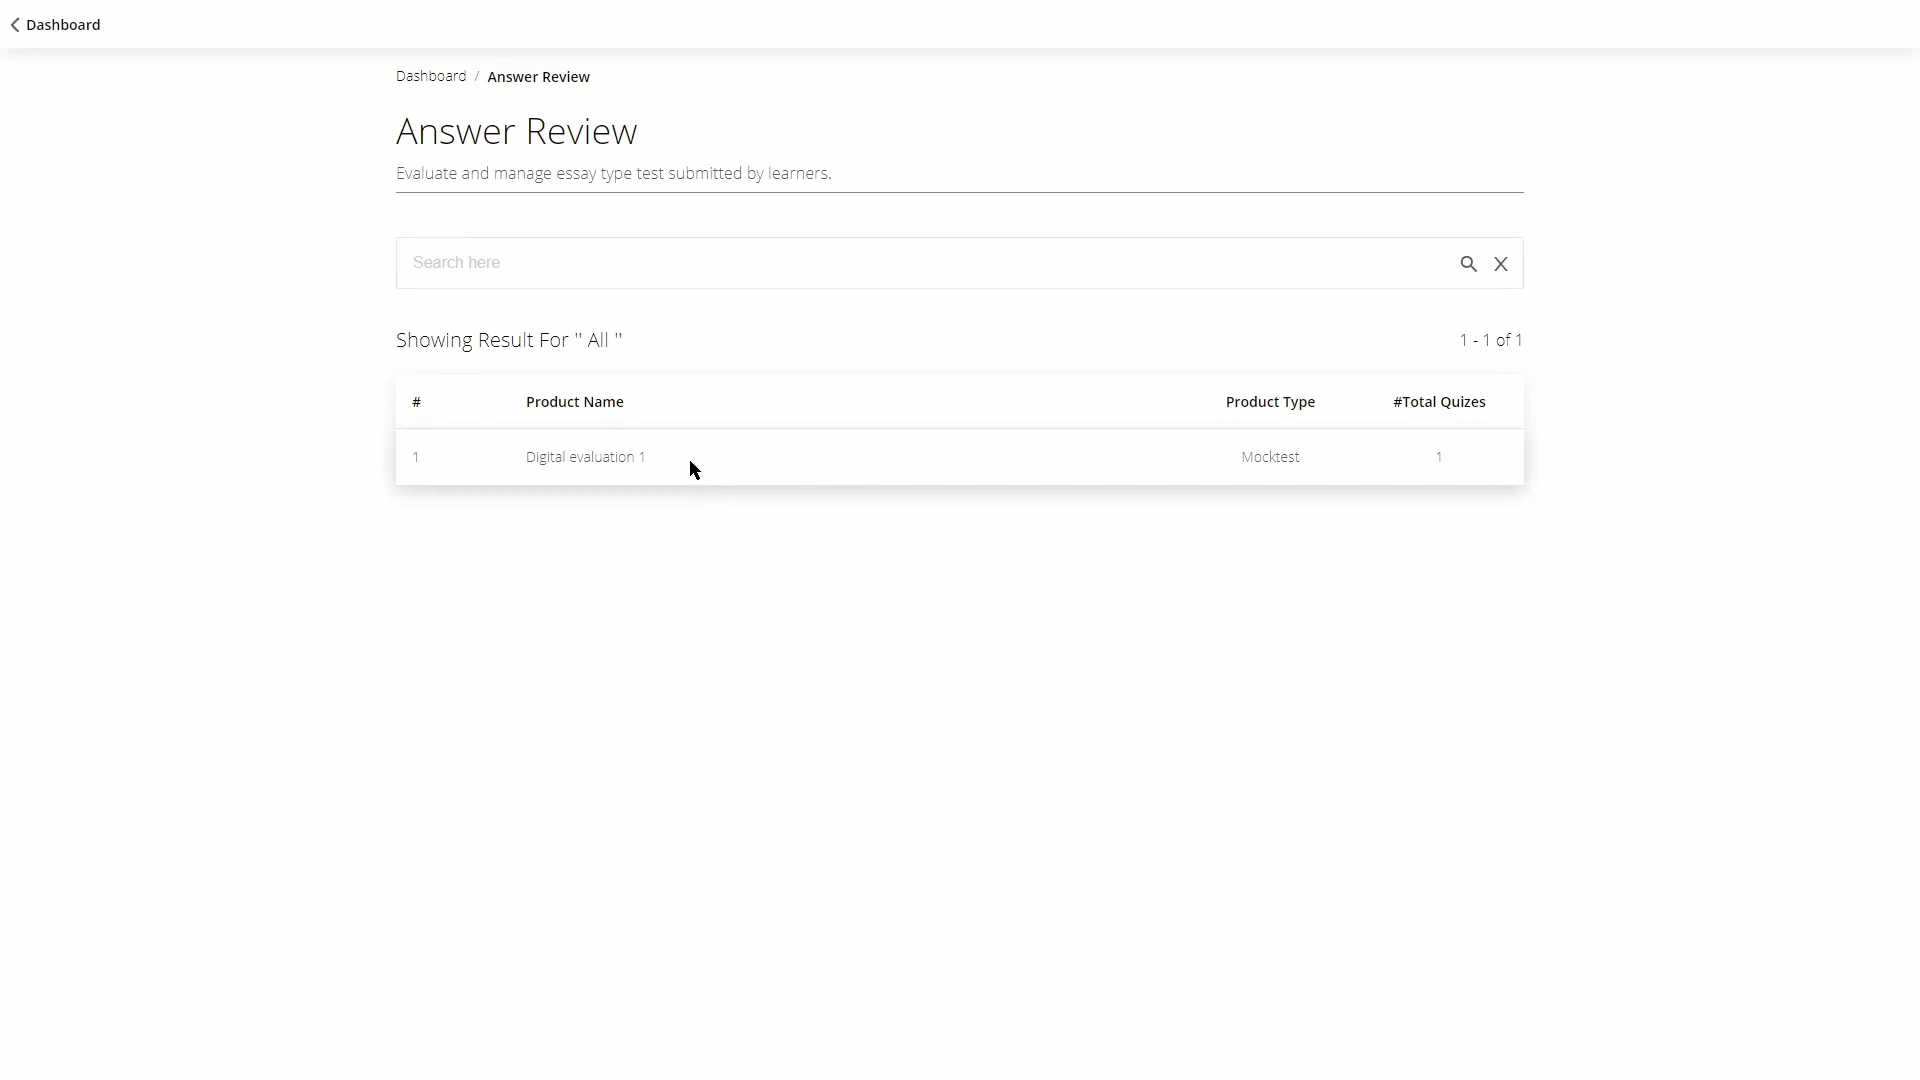 Dashboard
Dashboard / Answer Review
Answer Review
Evaluate and manage essay type test submitted by learners.
Search here X
Showing Result For " All " 1 - 1 of 1
# Product Name Product Type #Total Quizes
1 Digital evaluation 1 Mocktest 1